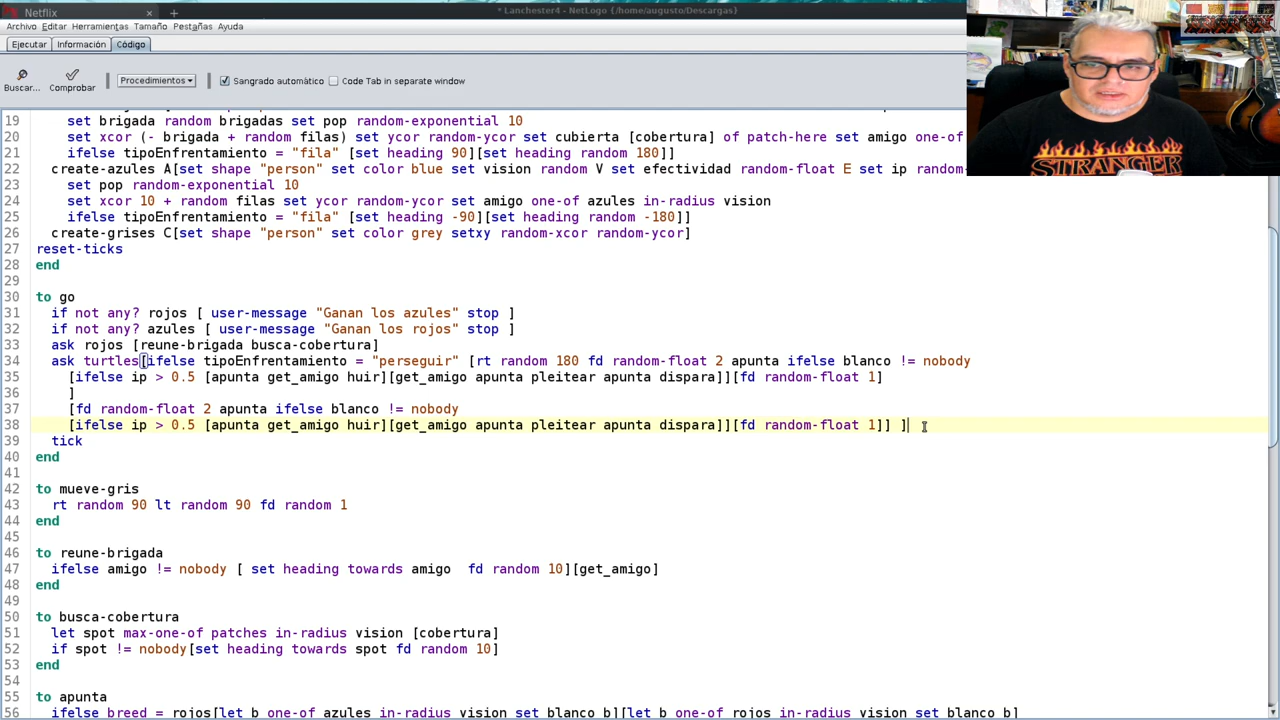 Netflix
* Lanchester4 - NetLogo {/home/augusto/Descargas}
Archivo Editar Herramientas Tamaño Pestañas Ayuda
Ejecutar Información Código
Buscar... Comprobar Procedimientos Sangrado automático Code Tab in separate window
STRANGER
19 set brigada random brigadas set pop random-exponential 10
20 set xcor (- brigada + random filas) set ycor random-ycor set cubierta [cobertura] of patch-here set amigo one-of
21 ifelse tipoEnfrentamiento = "fila" [set heading 90][set heading random 180]]
22 create-azules A[set shape "person" set color blue set vision random V set efectividad random-float E set ip random-
23 set pop random-exponential 10
24 set xcor 10 + random filas set ycor random-ycor set amigo one-of azules in-radius vision
25 ifelse tipoEnfrentamiento = "fila" [set heading -90][set heading random -180]]
26 create-grises C[set shape "person" set color grey setxy random-xcor random-ycor]
27 reset-ticks
28 end
29
30 to go
31 if not any? rojos [ user-message "Ganan los azules" stop ]
32 if not any? azules [ user-message "Ganan los rojos" stop ]
33 ask rojos [reune-brigada busca-cobertura]
34 ask turtles[ifelse tipoEnfrentamiento = "perseguir" [rt random 180 fd random-float 2 apunta ifelse blanco != nobody
35 [ifelse ip > 0.5 [apunta get_amigo huir][get_amigo apunta pleitear apunta dispara]][fd random-float 1]
36 ]
37 [fd random-float 2 apunta ifelse blanco != nobody
38 [ifelse ip > 0.5 [apunta get_amigo huir][get_amigo apunta pleitear apunta dispara]][fd random-float 1]] ]
39 tick
40 end
41
42 to mueve-gris
43 rt random 90 lt random 90 fd random 1
44 end
45
46 to reune-brigada
47 ifelse amigo != nobody [ set heading towards amigo fd random 10][get_amigo]
48 end
49
50 to busca-cobertura
51 let spot max-one-of patches in-radius vision [cobertura]
52 if spot != nobody[set heading towards spot fd random 10]
53 end
54
55 to apunta
56 ifelse breed = rojos[let b one-of azules in-radius vision set blanco b][let b one-of rojos in-radius vision set blanco b]